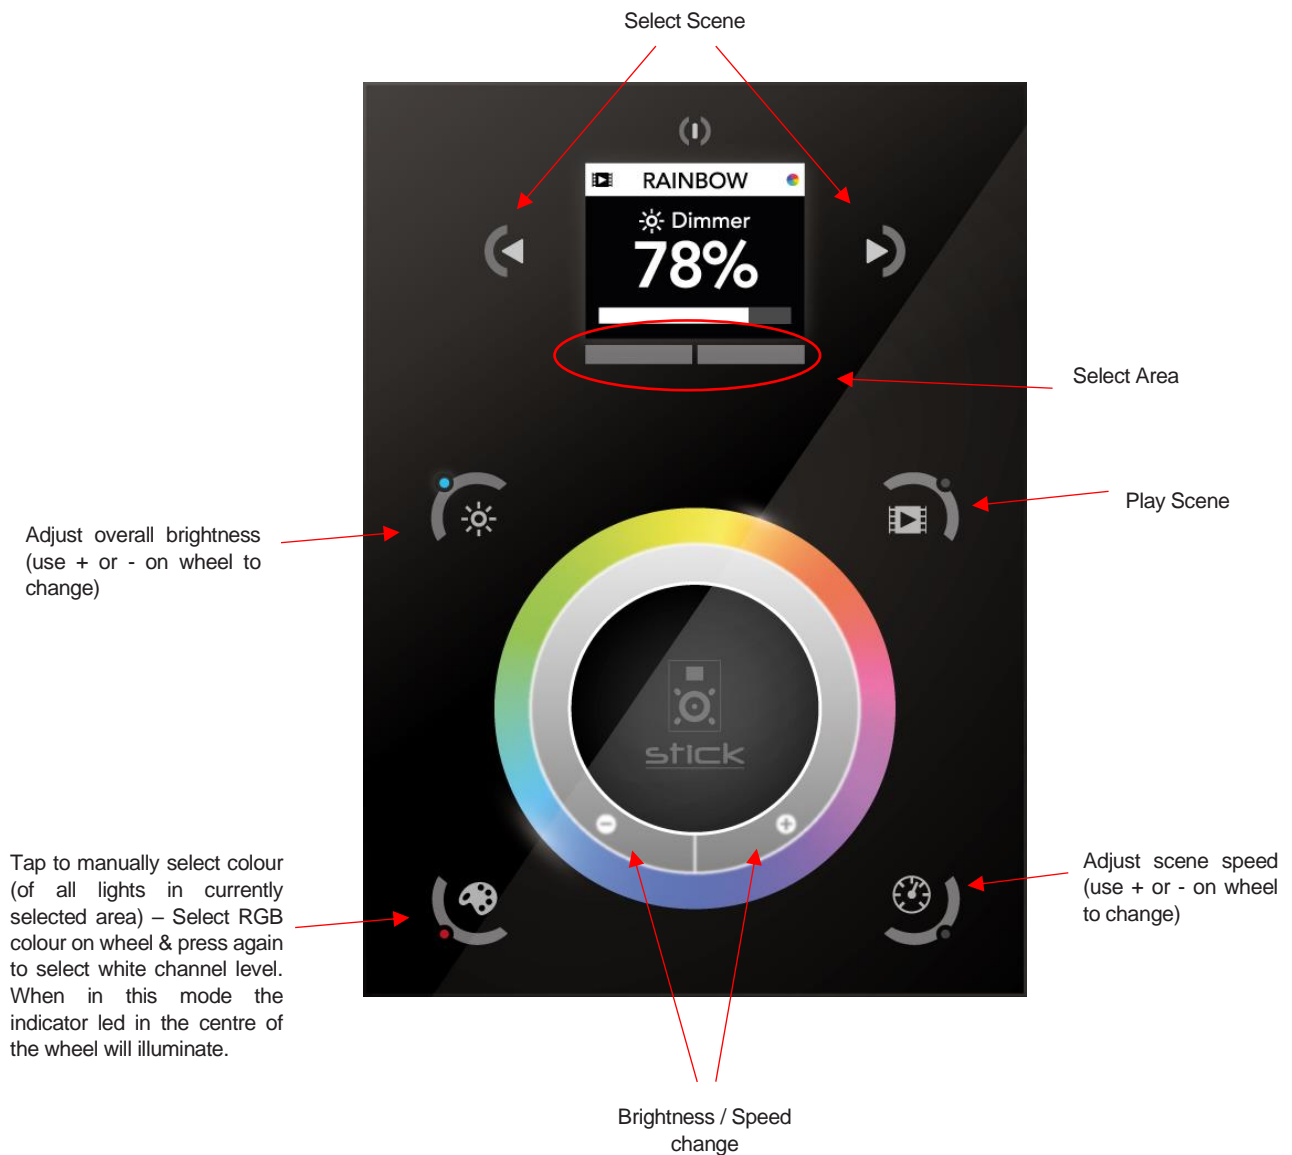 Select Scene
RAINBOW
Dimmer
78%
Select Area
Play Scene
Adjust overall brightness
(use + or - on wheel to
change)
stick
Tap to manually select colour
(of all lights in currently
selected area) – Select RGB
colour on wheel & press again
to select white channel level.
When in this mode the
indicator led in the centre of
the wheel will illuminate.
Adjust scene speed
(use + or - on wheel
to change)
Brightness / Speed
change